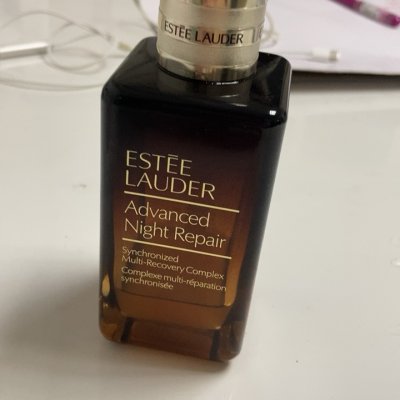 ESTĒE LAUDER
ESTĒE
LAUDER
Advanced
Night Repair
Synchronized
Multi-Recovery Complex
Complexe multi-réparation
synchronisée